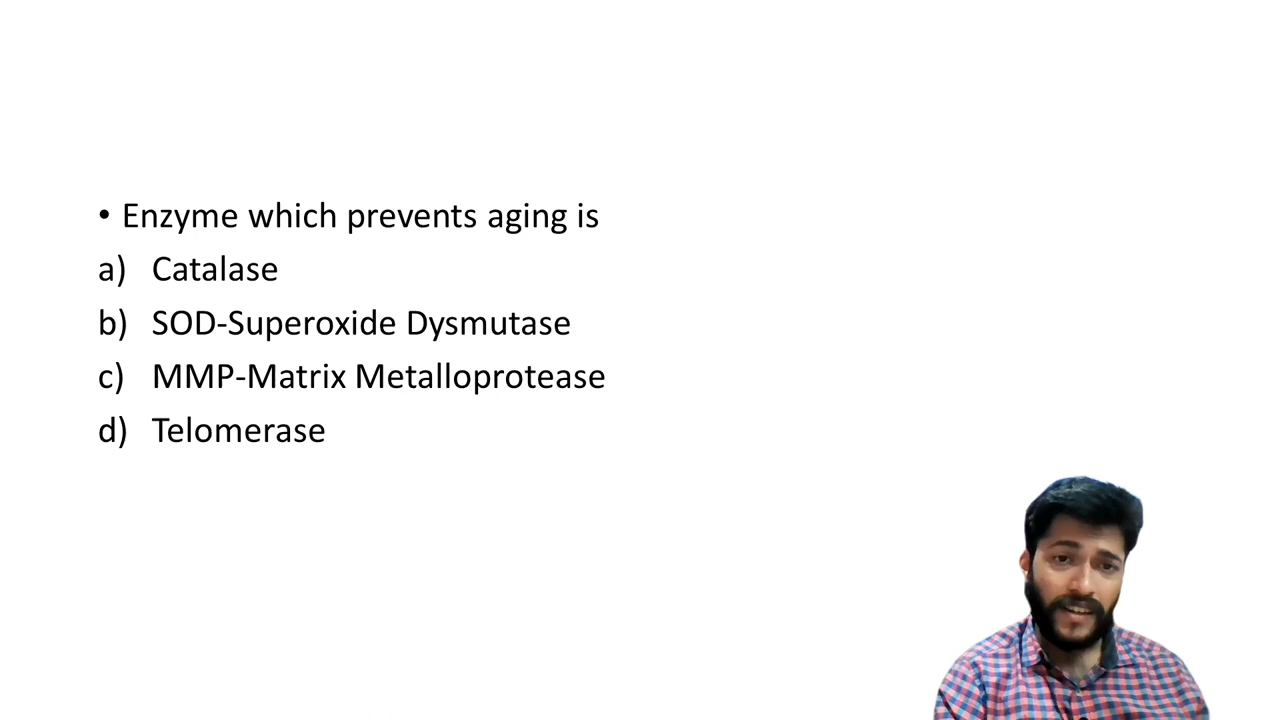 • Enzyme which prevents aging is
a) Catalase
b) SOD-Superoxide Dysmutase
c) MMP-Matrix Metalloprotease
d) Telomerase